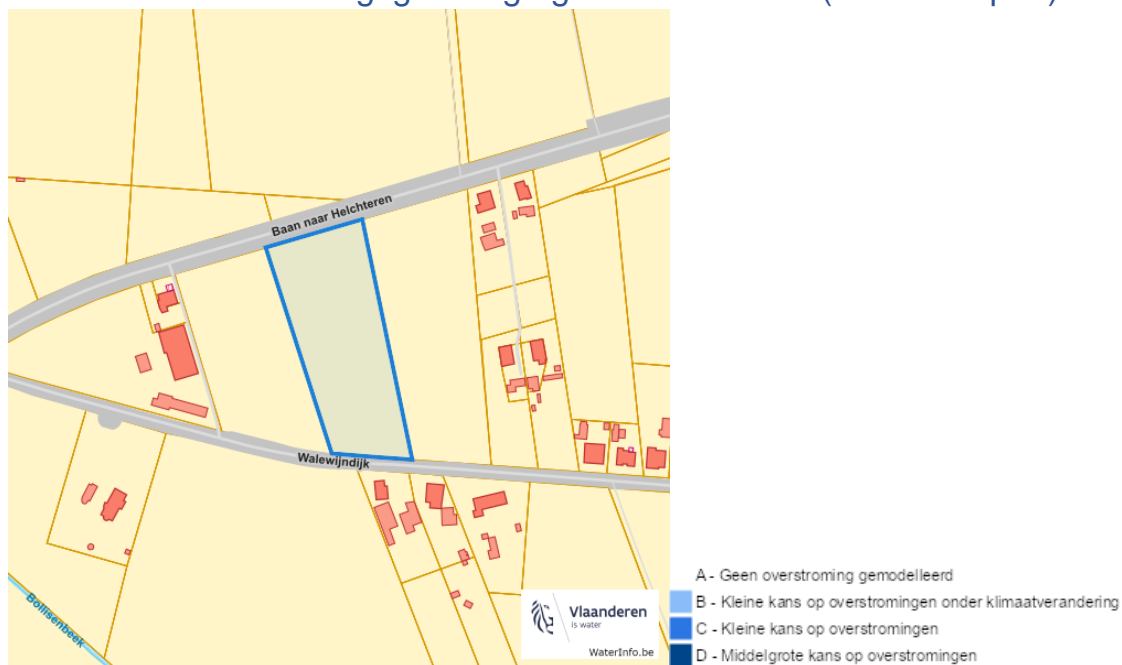 Baan naar Helchteren
Walewijndijk
Bollisenbeek
Vlaanderen
is water
WaterInfo.be
A - Geen overstroming gemodelleerd
B - Kleine kans op overstromingen onder klimaatverandering
C - Kleine kans op overstromingen
D - Middelgrote kans op overstromingen